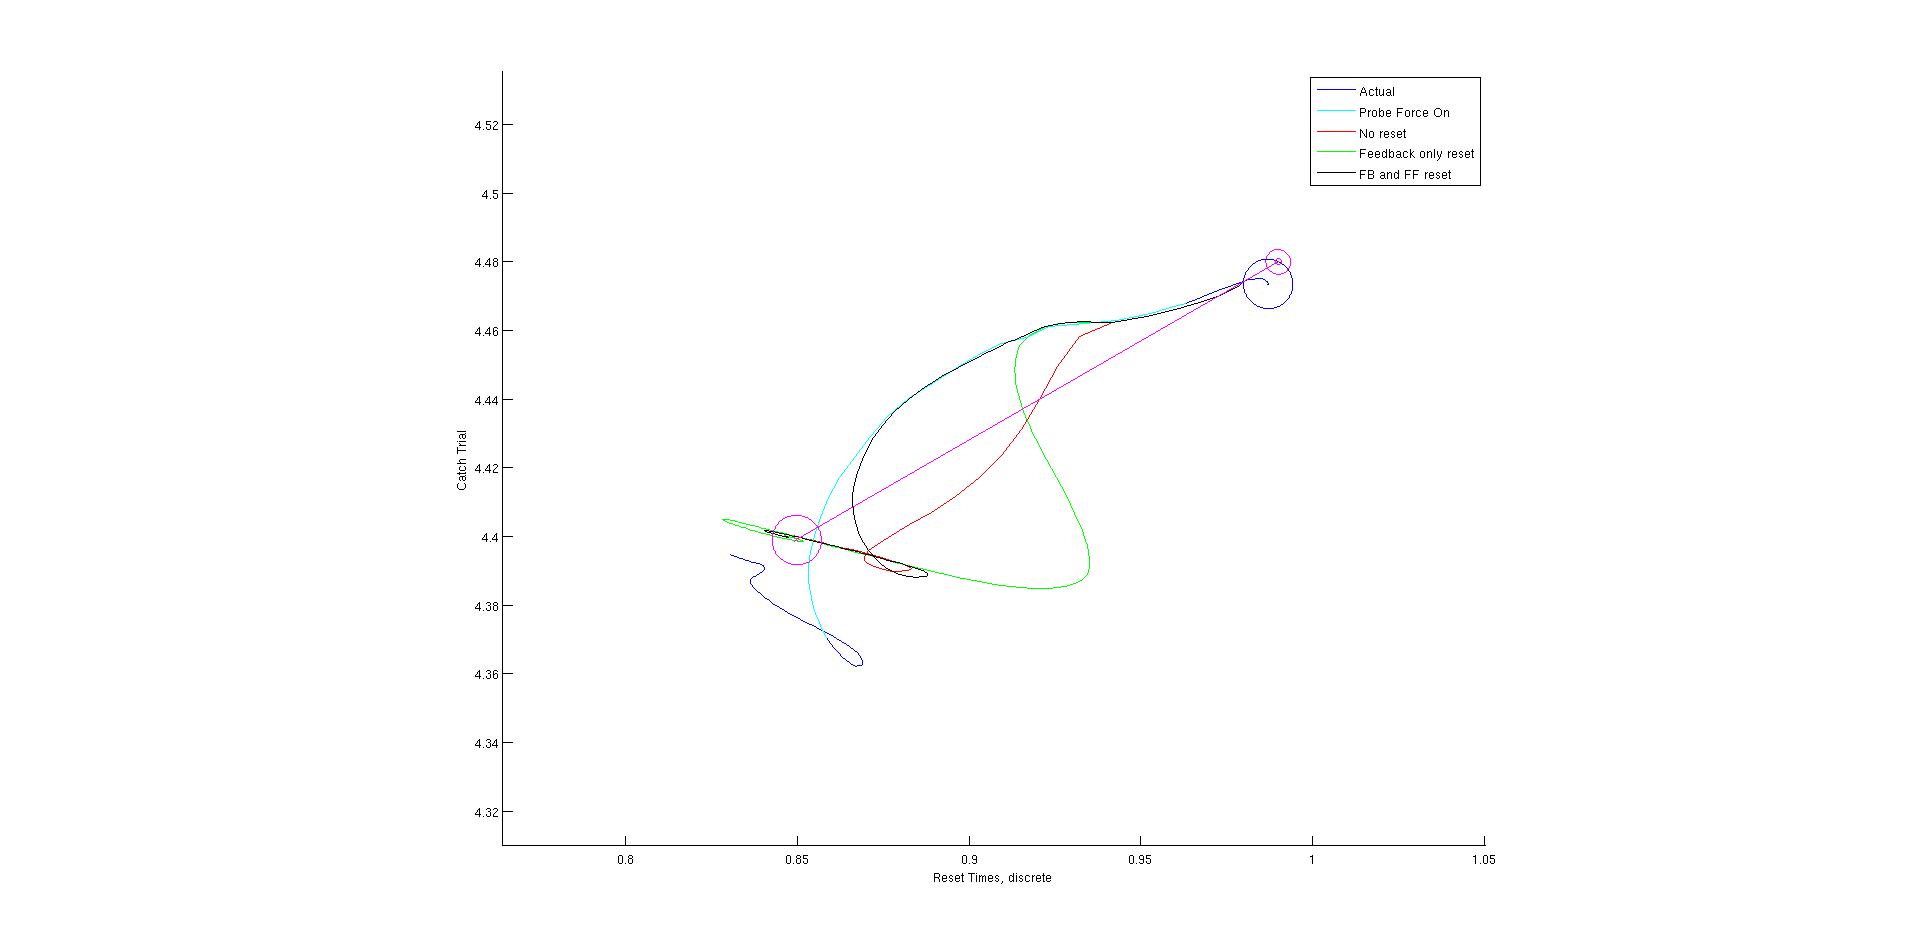 Actual
Probe Force On
No reset
Feedback only reset
FB and FF reset
4.52
4.5
4.48
4.46
4.44
4.42
4.4
4.38
4.36
4.34
4.32
Catch Trial
0.8
0.85
0.9
0.95
1
1.05
Reset Times, discrete